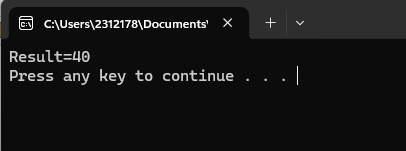 C:\Users\2312178\Documents\
Result=40
Press any key to continue . . .